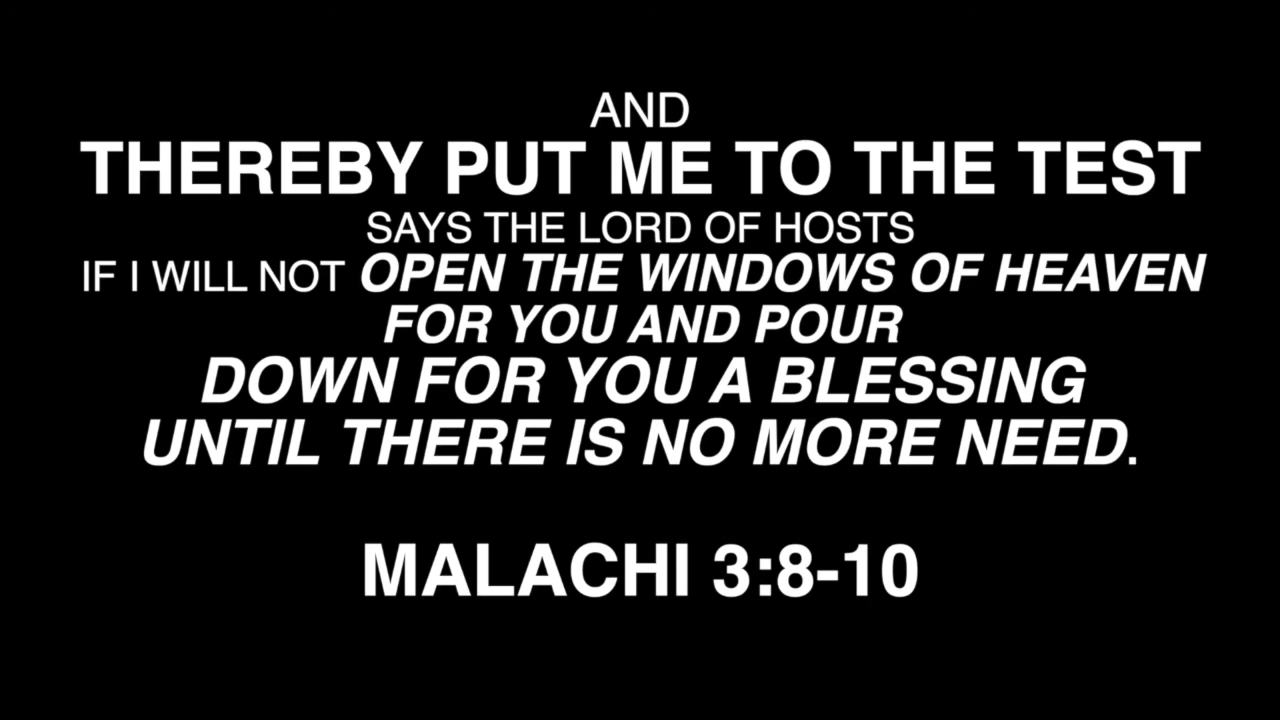 AND
THEREBY PUT ME TO THE TEST
SAYS THE LORD OF HOSTS
IF I WILL NOT OPEN THE WINDOWS OF HEAVEN
FOR YOU AND POUR
DOWN FOR YOU A BLESSING
UNTIL THERE IS NO MORE NEED.
MALACHI 3:8-10